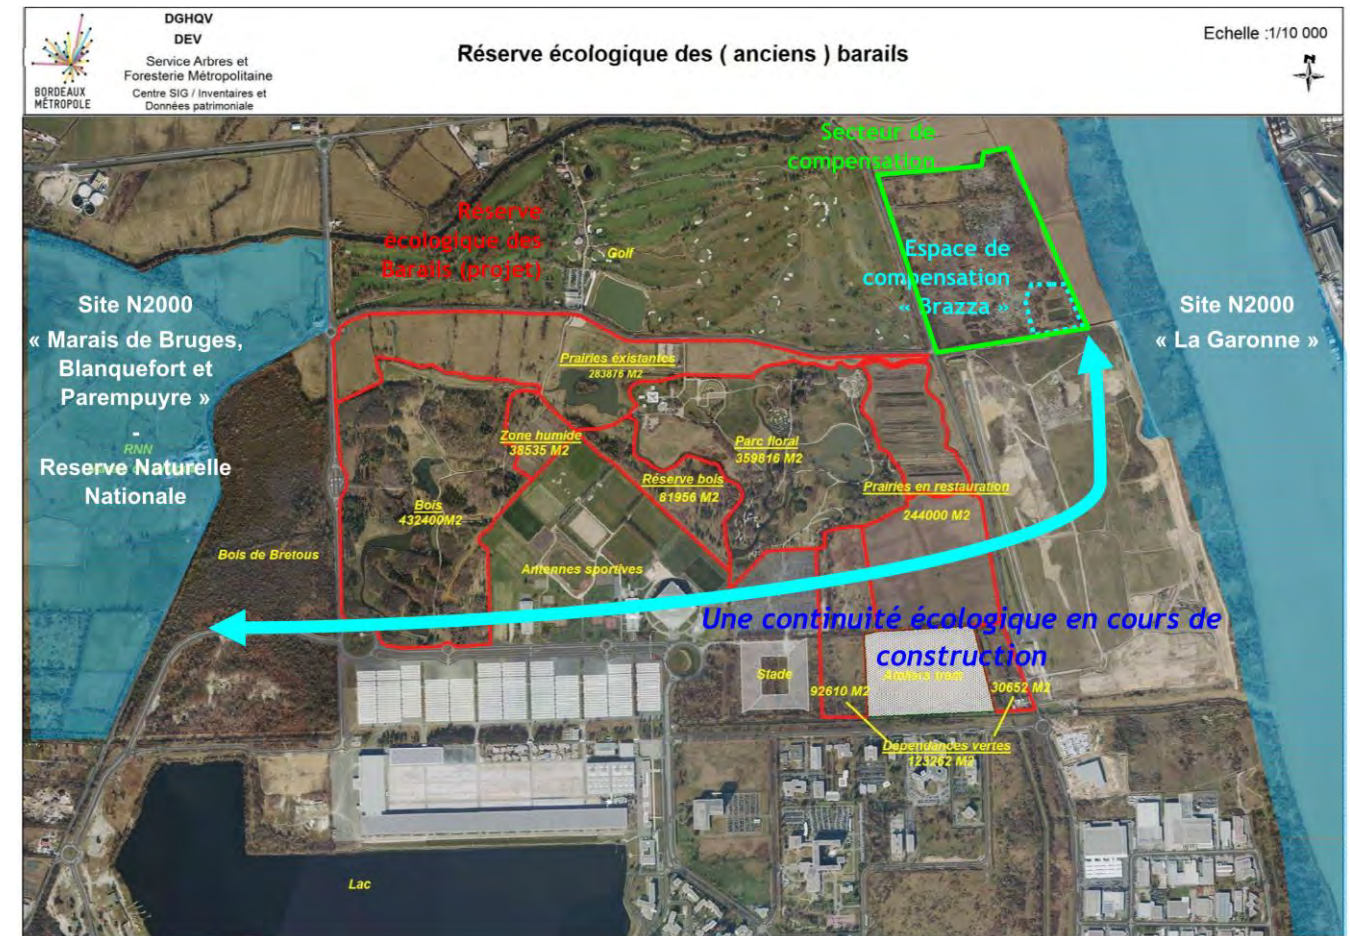 DGHQV
DEV
Service Arbres et
Foresterie Métropolitaine
Centre SIG / Inventaires et
Données patrimoniale
BORDEAUX
MÉTROPOLE
Réserve écologique des ( anciens ) barails
Echelle :1/10 000
N
Secteur de
compensation
Réserve
écologique des
Barails (projet)
Golf
Espace de
compensation
« Brazza »
Site N2000
« Marais de Bruges,
Blanquefort et
Parempuyre »
-
RNN
Reserve Naturelle
Nationale
Site N2000
« La Garonne »
Prairies éxistantes
283876 M2
Zone humide
38535 M2
Parc floral
359816 M2
Réserve bois
81956 M2
Prairies en restauration
244000 M2
Bois
432400M2
Bois de Bretous
Antennes sportives
Une continuité écologique en cours de
construction
Stade
92610 M2
30652 M2
Dépendances vertes
123262 M2
Lac